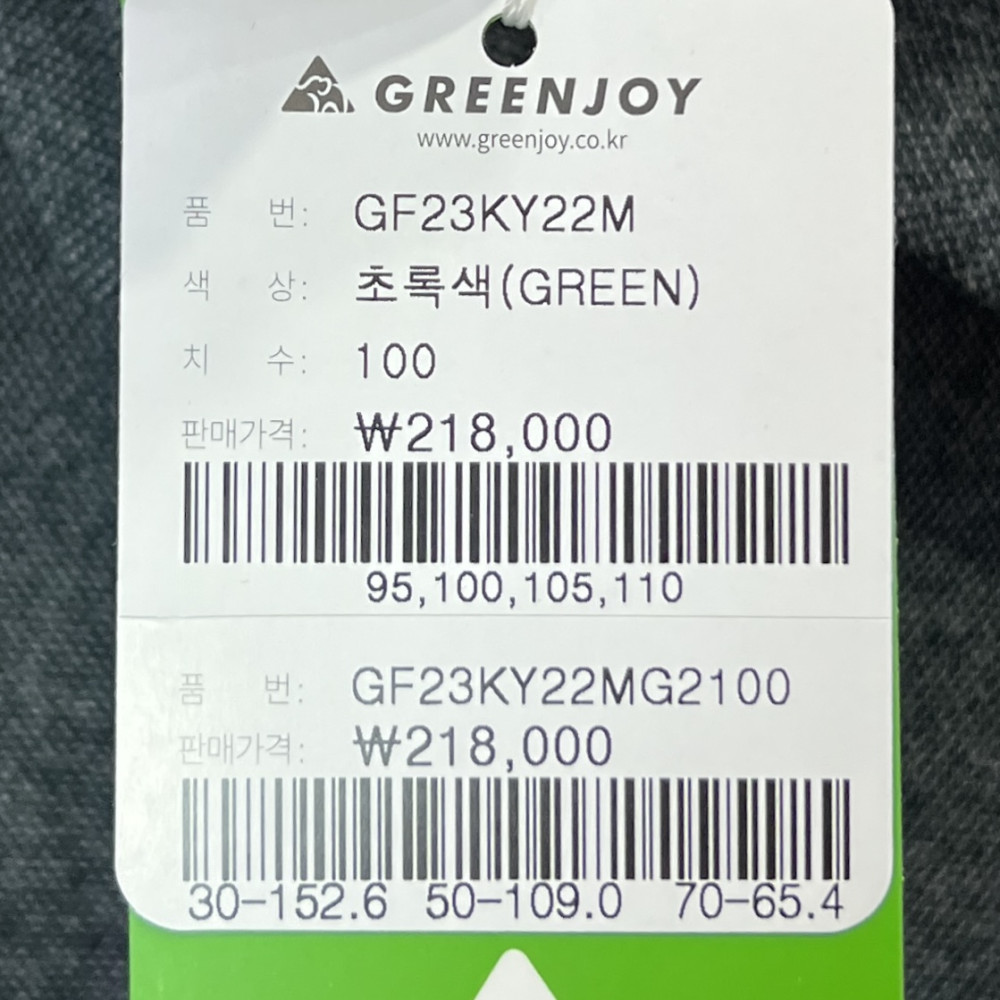 GREENJOY
www.greenjoy.co.kr
품 번: GF23KY22M
색 상: 초록색(GREEN)
치 수: 100
판매가격: ₩218,000
95,100,105,110
품 번: GF23KY22MG2100
판매가격: ₩218,000
30-152.6 50-109.0 70-65.4